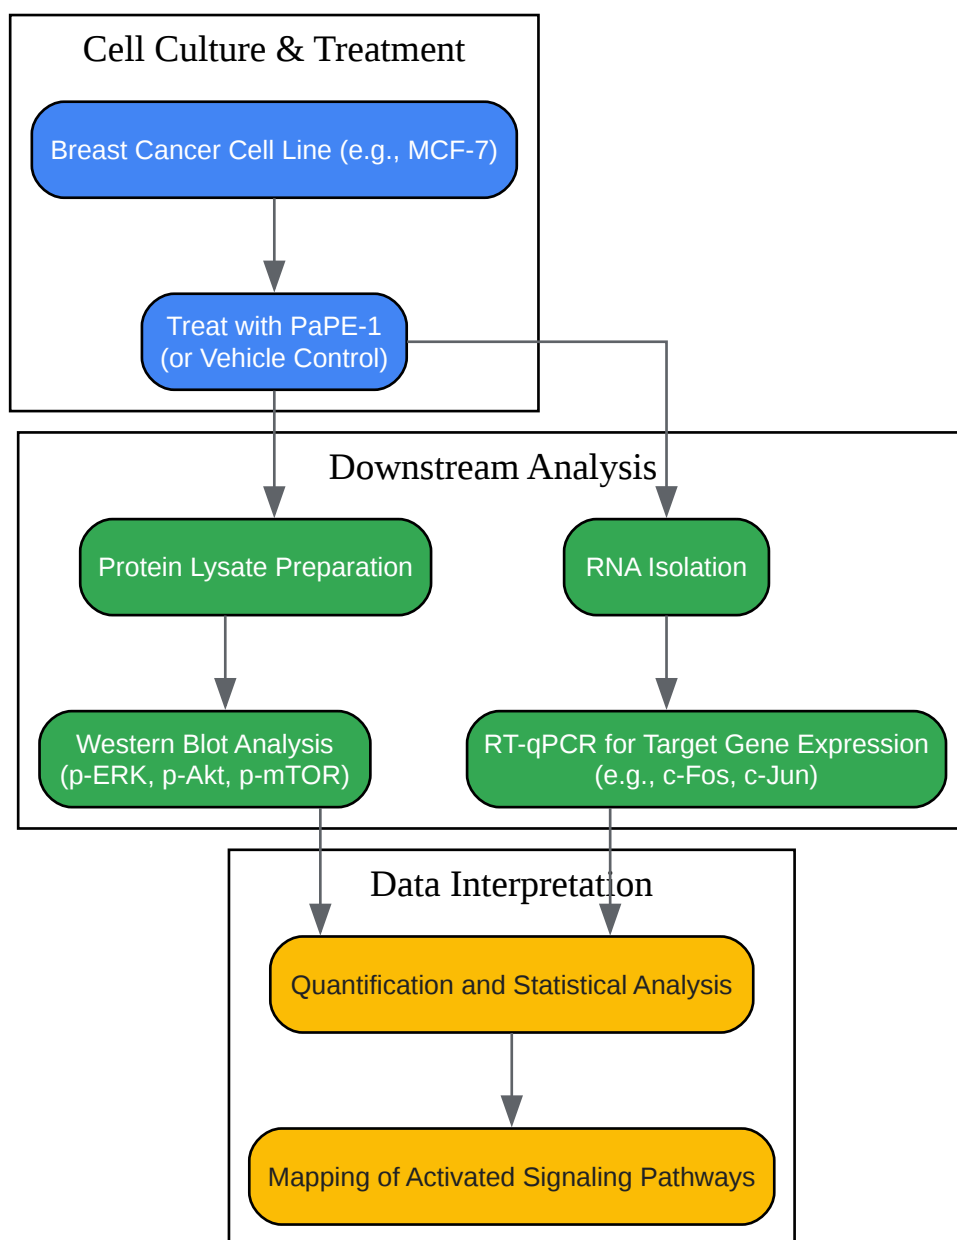 Cell Culture & Treatment
Breast Cancer Cell Line (e.g., MCF-7)
Treat with PaPE-1
(or Vehicle Control)
Downstream Analysis
Protein Lysate Preparation
RNA Isolation
Western Blot Analysis
(p-ERK, p-Akt, p-mTOR)
RT-qPCR for Target Gene Expression
(e.g., c-Fos, c-Jun)
Data Interpretation
Quantification and Statistical Analysis
Mapping of Activated Signaling Pathways